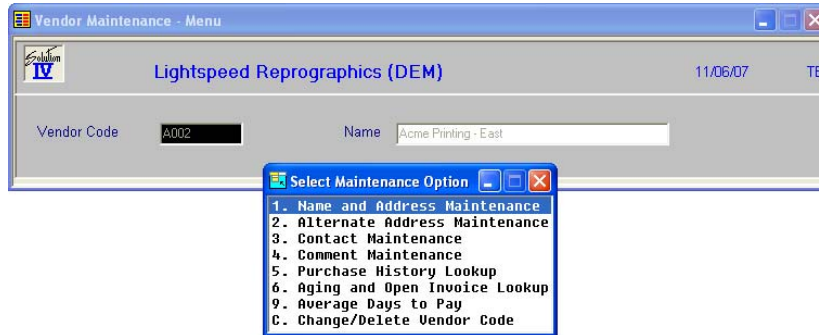 Vendor Maintenance - Menu
Solution
IV
Lightspeed Reprographics (DEM)
11/06/07
Vendor Code
A002
Name
Acme Printing - East
Select Maintenance Option
1. Name and Address Maintenance
2. Alternate Address Maintenance
3. Contact Maintenance
4. Comment Maintenance
5. Purchase History Lookup
6. Aging and Open Invoice Lookup
9. Average Days to Pay
C. Change/Delete Vendor Code